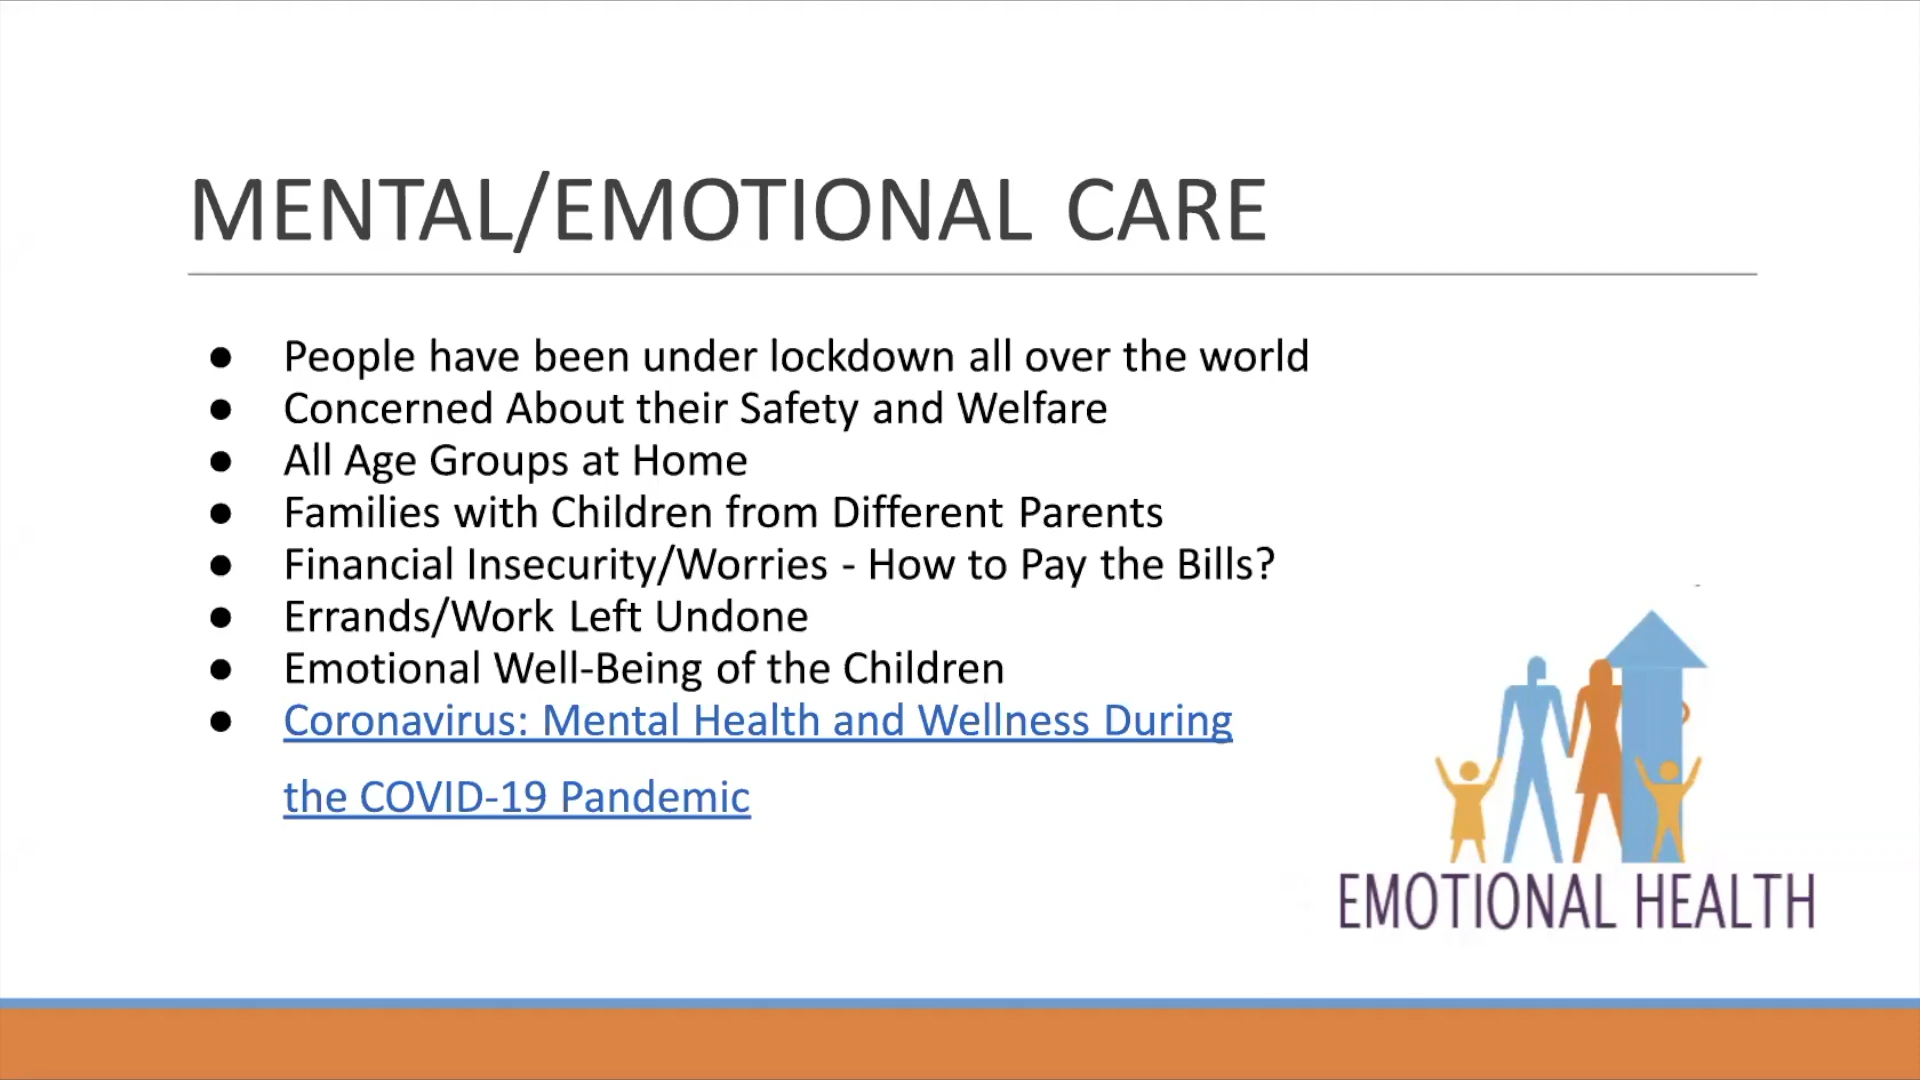 MENTAL/EMOTIONAL CARE
● People have been under lockdown all over the world
● Concerned About their Safety and Welfare
● All Age Groups at Home
● Families with Children from Different Parents
● Financial Insecurity/Worries - How to Pay the Bills?
● Errands/Work Left Undone
● Emotional Well-Being of the Children
● Coronavirus: Mental Health and Wellness During
the COVID-19 Pandemic
EMOTIONAL HEALTH